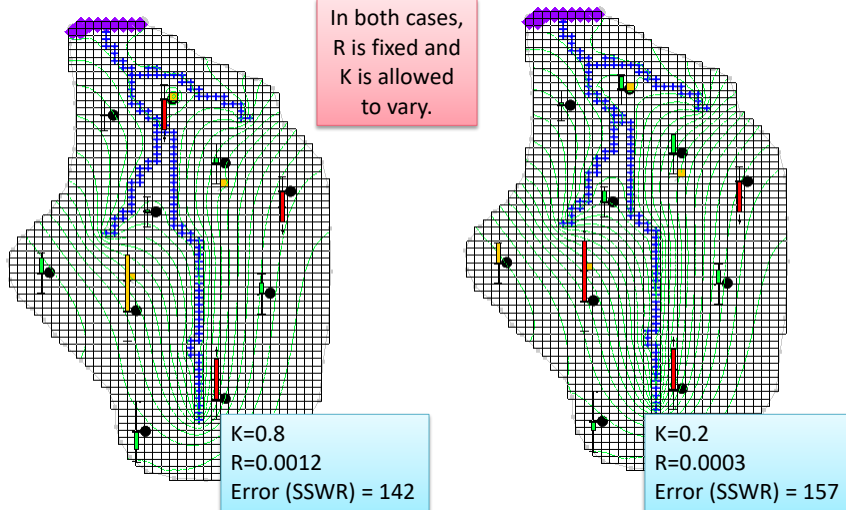 In both cases,
R is fixed and
K is allowed
to vary.
K=0.8
R=0.0012
Error (SSWR) = 142
K=0.2
R=0.0003
Error (SSWR) = 157